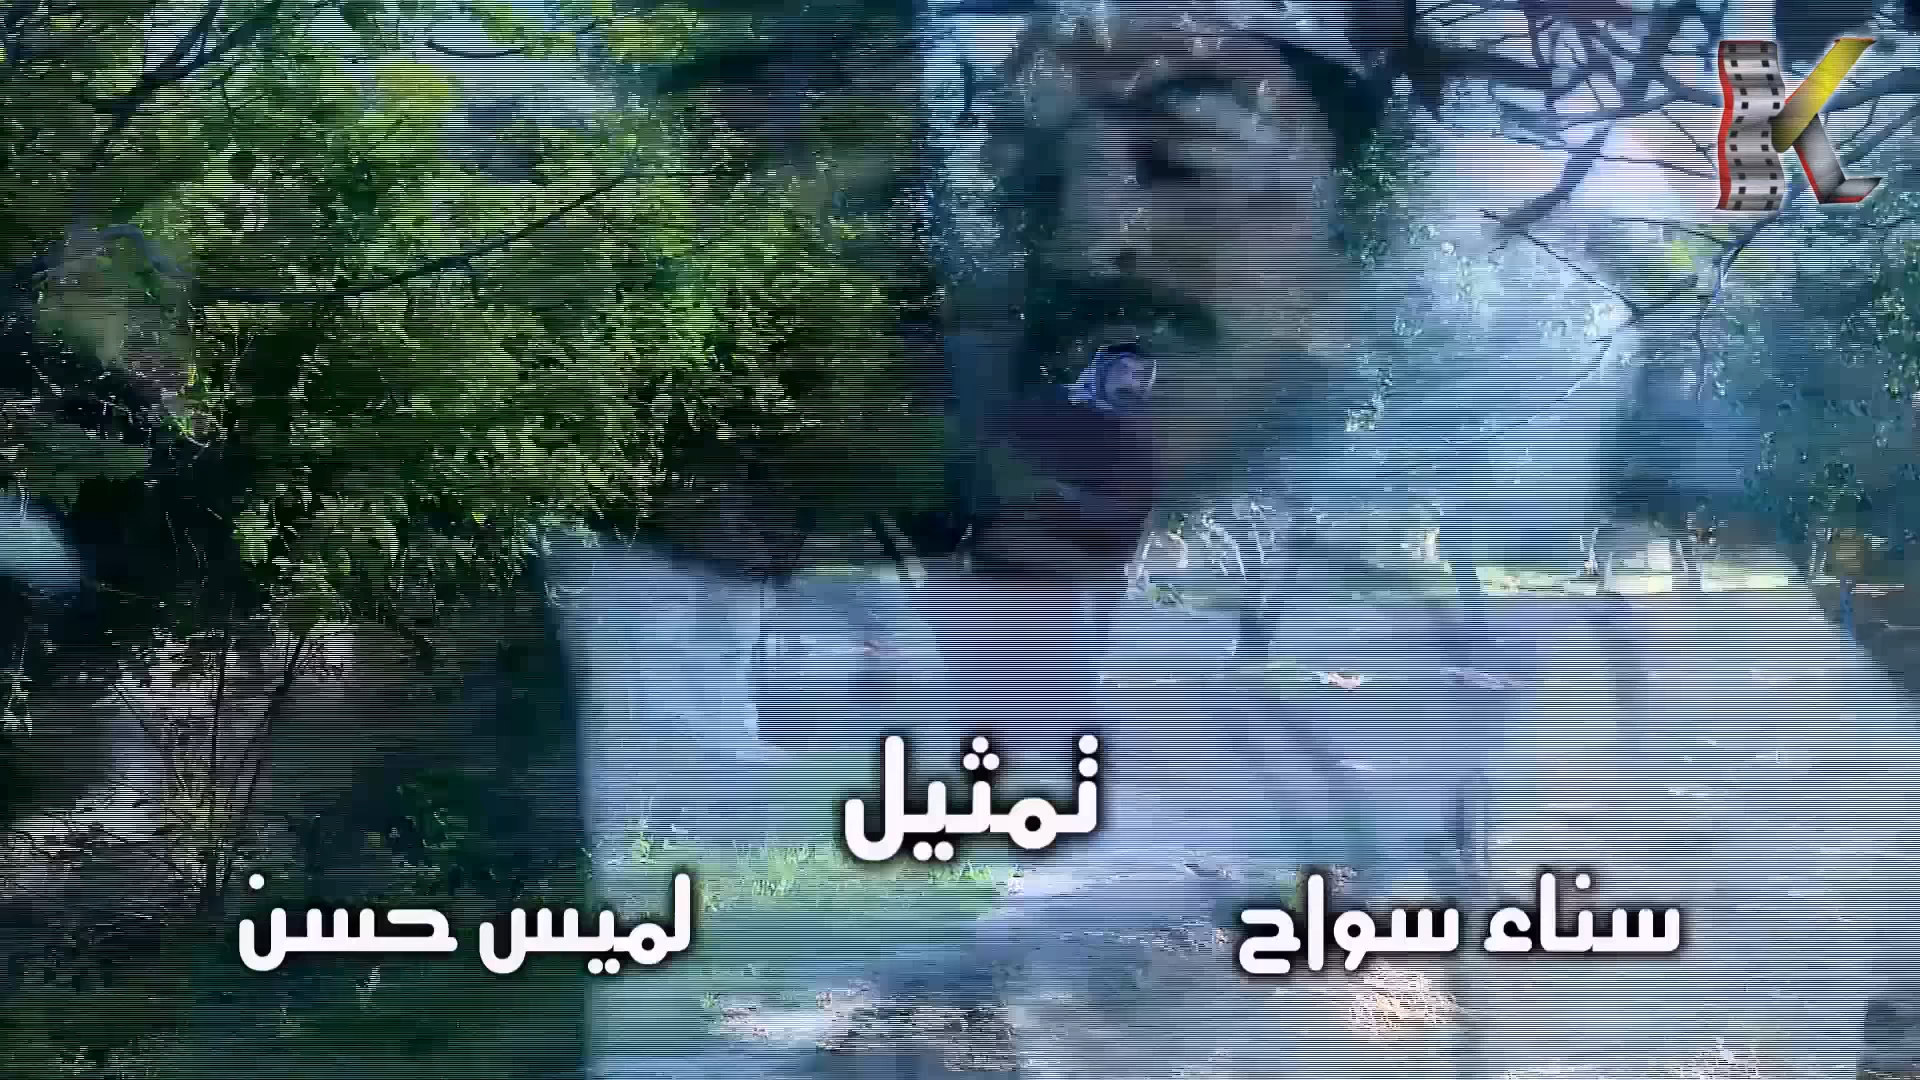 تمثيل
سناء سواح
لميس حسن